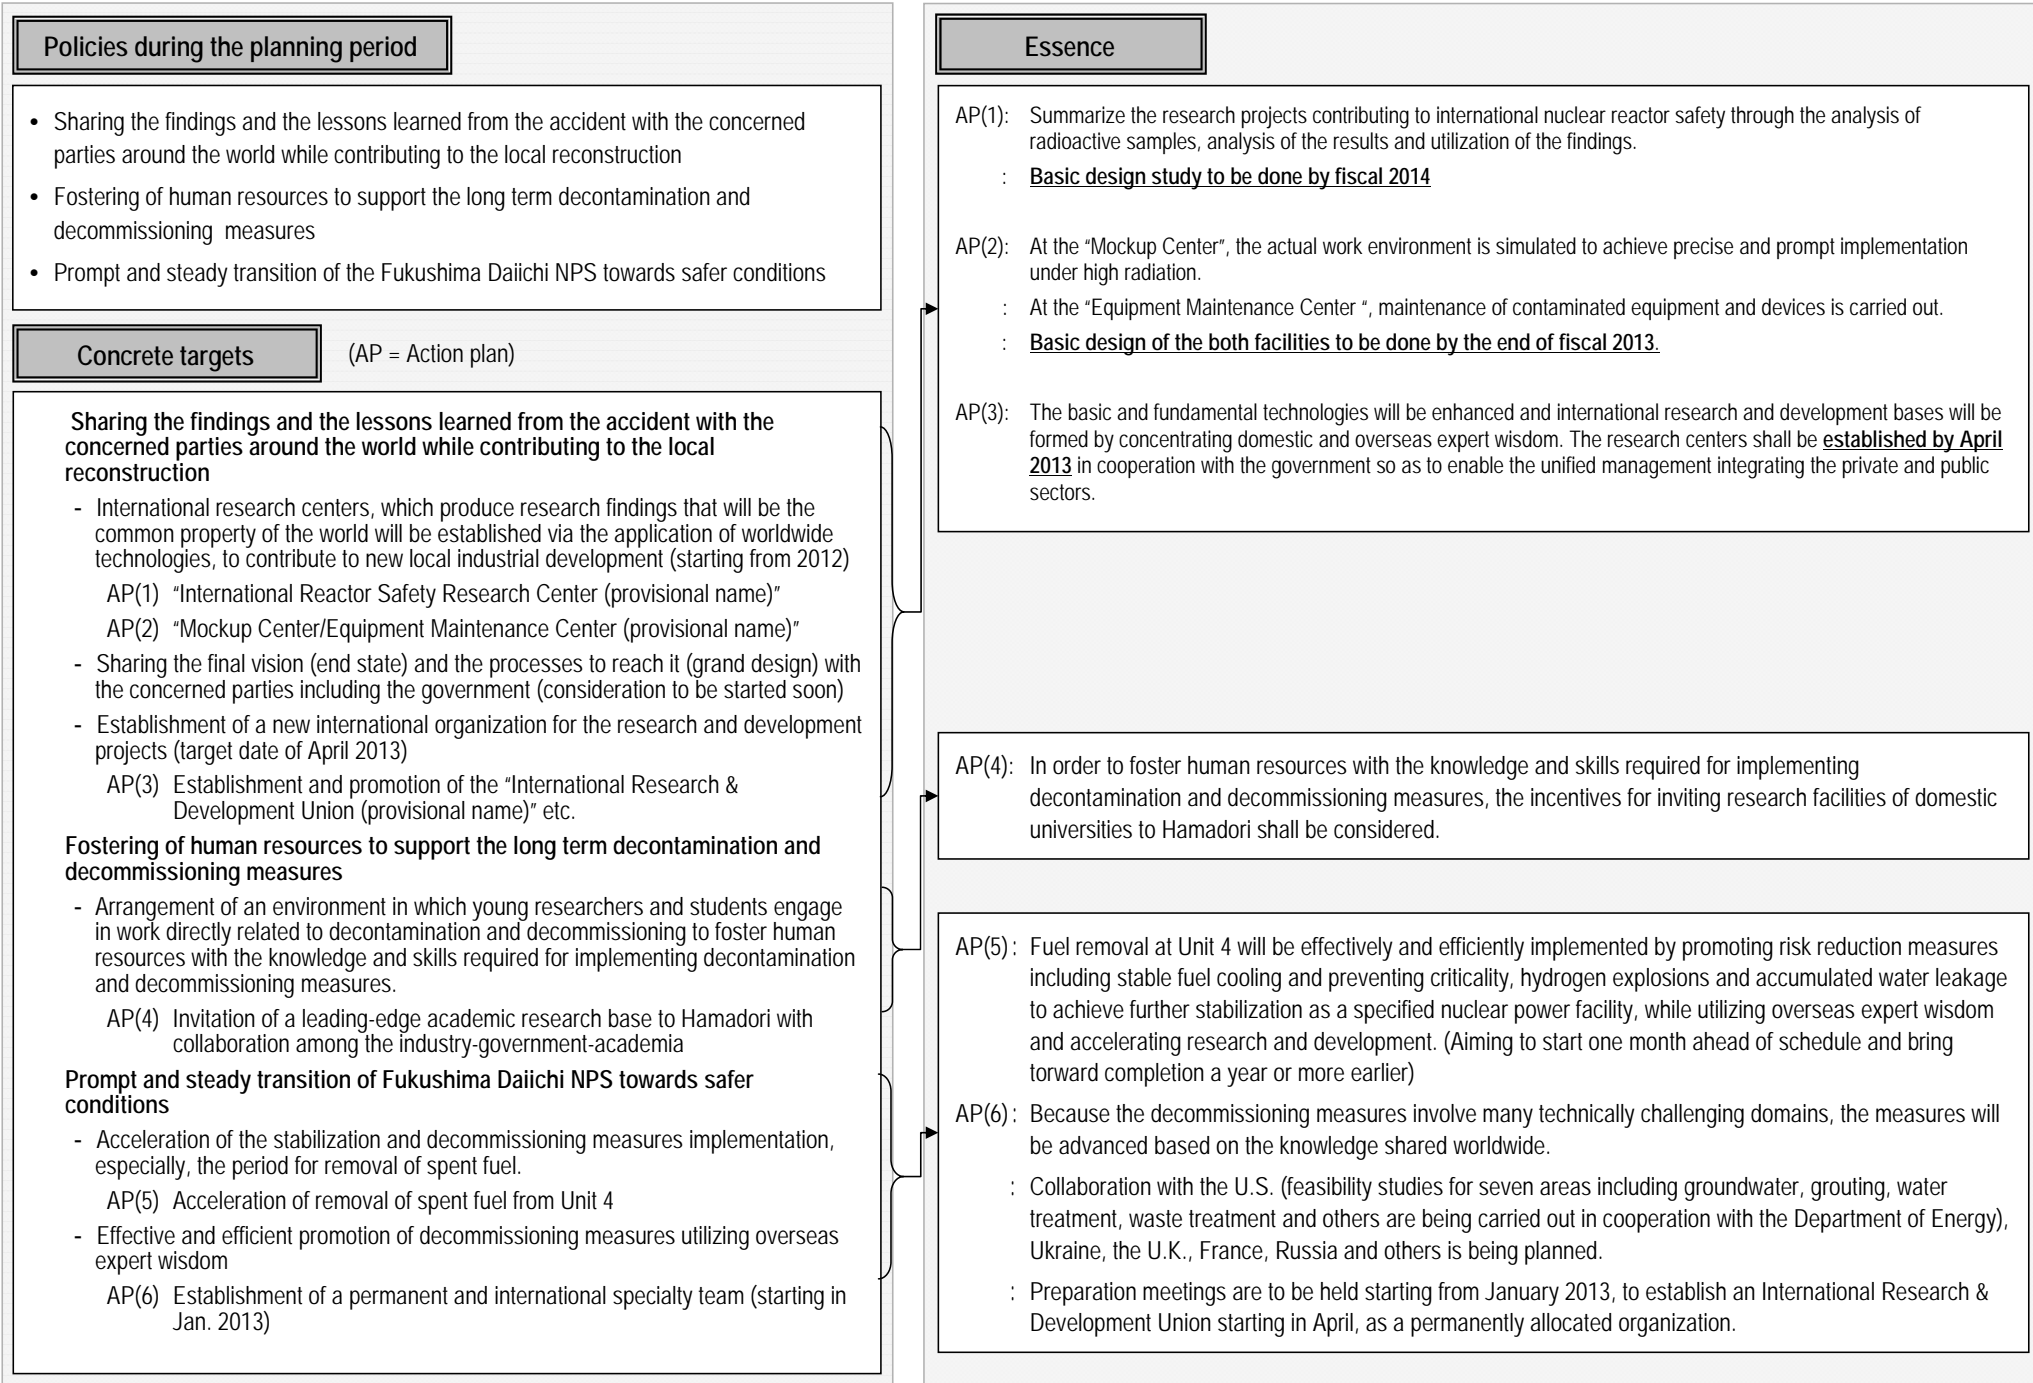 Policies during the planning period
• Sharing the findings and the lessons learned from the accident with the concerned
parties around the world while contributing to the local reconstruction
• Fostering of human resources to support the long term decontamination and
decommissioning measures
• Prompt and steady transition of the Fukushima Daiichi NPS towards safer conditions
Concrete targets
(AP = Action plan)
Sharing the findings and the lessons learned from the accident with the
concerned parties around the world while contributing to the local
reconstruction
- International research centers, which produce research findings that will be the
common property of the world will be established via the application of worldwide
technologies, to contribute to new local industrial development (starting from 2012)
AP(1) “International Reactor Safety Research Center (provisional name)”
AP(2) “Mockup Center/Equipment Maintenance Center (provisional name)”
- Sharing the final vision (end state) and the processes to reach it (grand design) with
the concerned parties including the government (consideration to be started soon)
- Establishment of a new international organization for the research and development
projects (target date of April 2013)
AP(3) Establishment and promotion of the “International Research &
Development Union (provisional name)” etc.
Fostering of human resources to support the long term decontamination and
decommissioning measures
- Arrangement of an environment in which young researchers and students engage
in work directly related to decontamination and decommissioning to foster human
resources with the knowledge and skills required for implementing decontamination
and decommissioning measures.
AP(4) Invitation of a leading-edge academic research base to Hamadori with
collaboration among the industry-government-academia
Prompt and steady transition of Fukushima Daiichi NPS towards safer
conditions
- Acceleration of the stabilization and decommissioning measures implementation,
especially, the period for removal of spent fuel.
AP(5) Acceleration of removal of spent fuel from Unit 4
- Effective and efficient promotion of decommissioning measures utilizing overseas
expert wisdom
AP(6) Establishment of a permanent and international specialty team (starting in
Jan. 2013)
Essence
AP(1): Summarize the research projects contributing to international nuclear reactor safety through the analysis of
radioactive samples, analysis of the results and utilization of the findings.
: Basic design study to be done by fiscal 2014
AP(2): At the “Mockup Center”, the actual work environment is simulated to achieve precise and prompt implementation
under high radiation.
: At the “Equipment Maintenance Center “, maintenance of contaminated equipment and devices is carried out.
: Basic design of the both facilities to be done by the end of fiscal 2013.
AP(3): The basic and fundamental technologies will be enhanced and international research and development bases will be
formed by concentrating domestic and overseas expert wisdom. The research centers shall be established by April
2013 in cooperation with the government so as to enable the unified management integrating the private and public
sectors.
AP(4): In order to foster human resources with the knowledge and skills required for implementing
decontamination and decommissioning measures, the incentives for inviting research facilities of domestic
universities to Hamadori shall be considered.
AP(5) : Fuel removal at Unit 4 will be effectively and efficiently implemented by promoting risk reduction measures
including stable fuel cooling and preventing criticality, hydrogen explosions and accumulated water leakage
to achieve further stabilization as a specified nuclear power facility, while utilizing overseas expert wisdom
and accelerating research and development. (Aiming to start one month ahead of schedule and bring
torward completion a year or more earlier)
AP(6) : Because the decommissioning measures involve many technically challenging domains, the measures will
be advanced based on the knowledge shared worldwide.
: Collaboration with the U.S. (feasibility studies for seven areas including groundwater, grouting, water
treatment, waste treatment and others are being carried out in cooperation with the Department of Energy),
Ukraine, the U.K., France, Russia and others is being planned.
: Preparation meetings are to be held starting from January 2013, to establish an International Research &
Development Union starting in April, as a permanently allocated organization.